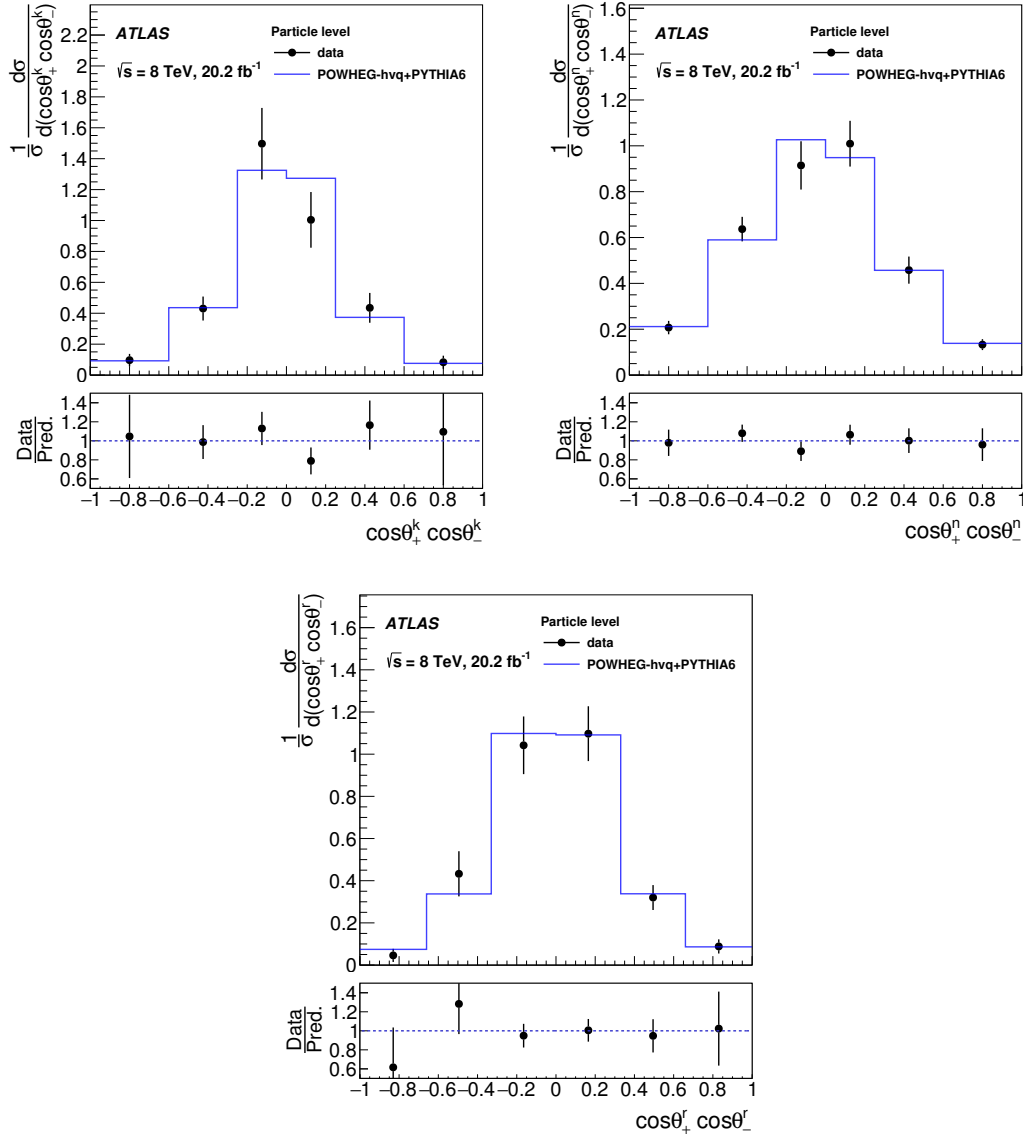 ATLAS
Particle level
data
√s = 8 TeV, 20.2 fb⁻¹
POWHEG-hvq+PYTHIA6
1/σ dσ/d(cosθ₊ᵏ cosθ₋ᵏ)
2.2
2
1.8
1.6
1.4
1.2
1
0.8
0.6
0.4
0.2
0
Data/Pred.
1.4
1.2
1
0.8
0.6
−1 −0.8 −0.6 −0.4 −0.2 0 0.2 0.4 0.6 0.8 1
cosθ₊ᵏ cosθ₋ᵏ
ATLAS
Particle level
data
√s = 8 TeV, 20.2 fb⁻¹
POWHEG-hvq+PYTHIA6
1/σ dσ/d(cosθ₊ⁿ cosθ₋ⁿ)
1.6
1.4
1.2
1
0.8
0.6
0.4
0.2
0
Data/Pred.
1.4
1.2
1
0.8
0.6
−1 −0.8 −0.6 −0.4 −0.2 0 0.2 0.4 0.6 0.8 1
cosθ₊ⁿ cosθ₋ⁿ
ATLAS
Particle level
data
√s = 8 TeV, 20.2 fb⁻¹
POWHEG-hvq+PYTHIA6
1/σ dσ/d(cosθ₊ʳ cosθ₋ʳ)
1.6
1.4
1.2
1
0.8
0.6
0.4
0.2
0
Data/Pred.
1.4
1.2
1
0.8
0.6
−1 −0.8 −0.6 −0.4 −0.2 0 0.2 0.4 0.6 0.8 1
cosθ₊ʳ cosθ₋ʳ